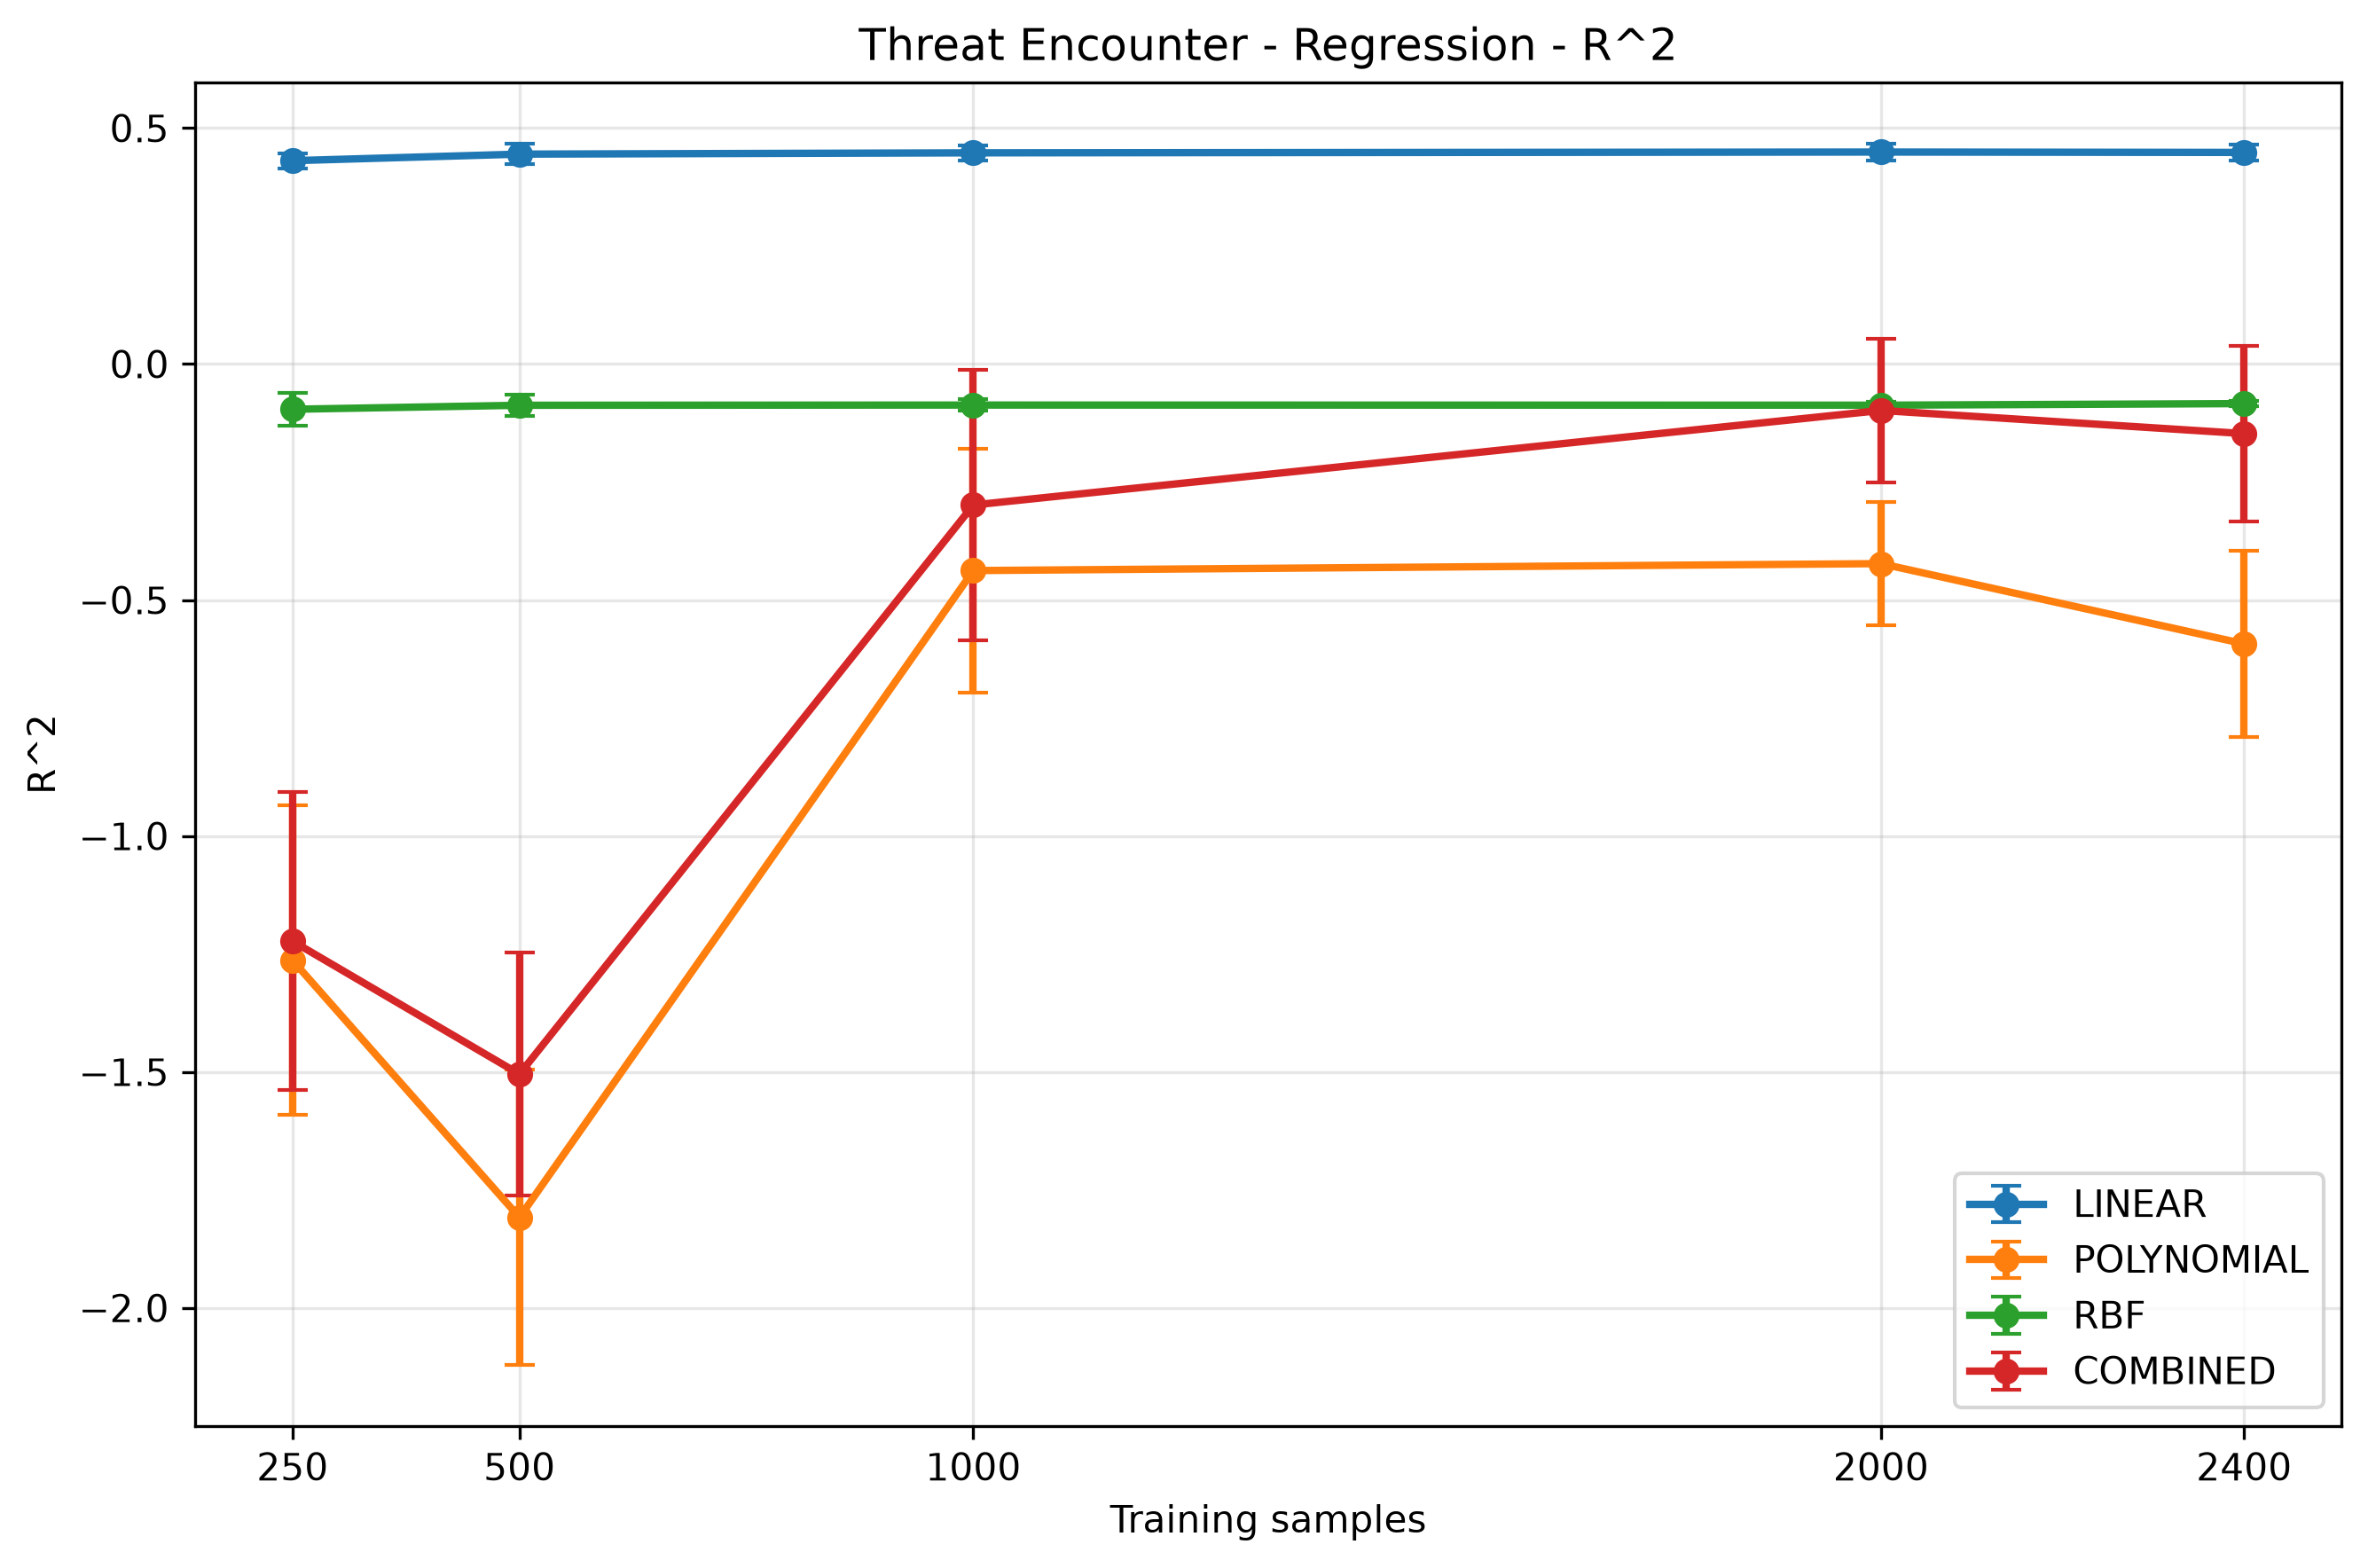 Threat Encounter - Regression - R^2
R^2
0.5
0.0
−0.5
−1.0
−1.5
−2.0
250 500 1000 2000 2400
Training samples
LINEAR
POLYNOMIAL
RBF
COMBINED